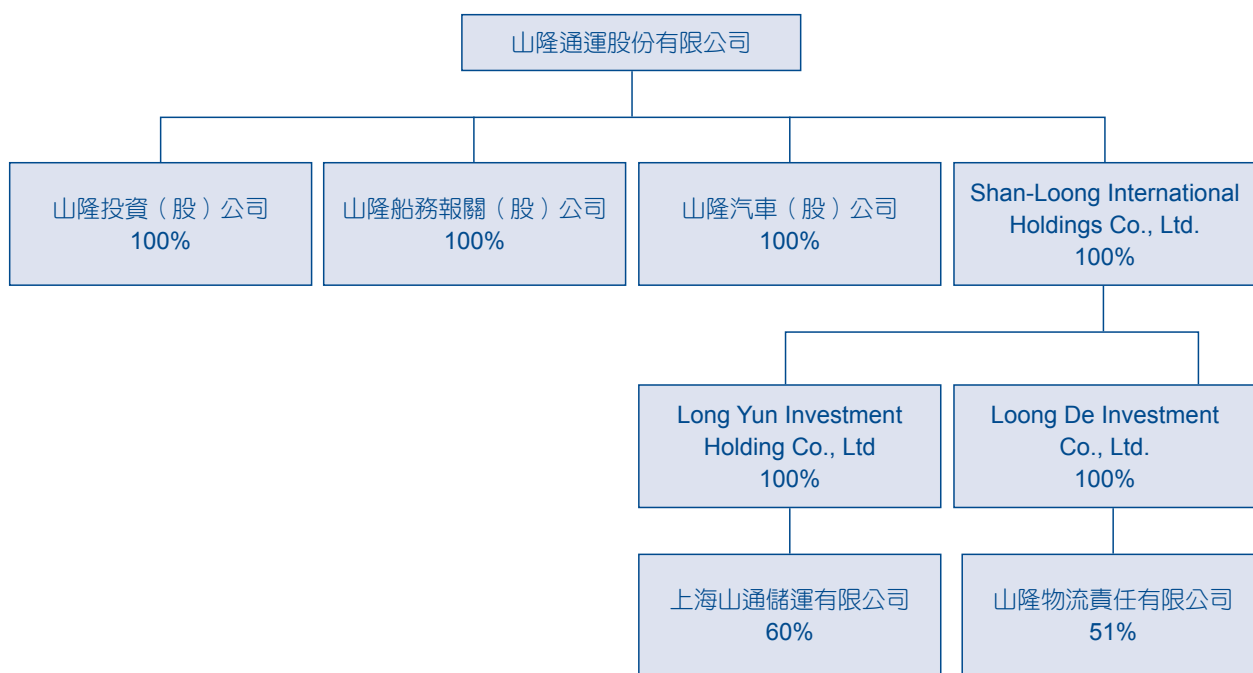 山隆通運股份有限公司
山隆投資（股）公司
100%
山隆船務報關（股）公司
100%
山隆汽車（股）公司
100%
Shan-Loong International
Holdings Co., Ltd.
100%
Long Yun Investment
Holding Co., Ltd
100%
Loong De Investment
Co., Ltd.
100%
上海山通儲運有限公司
60%
山隆物流責任有限公司
51%